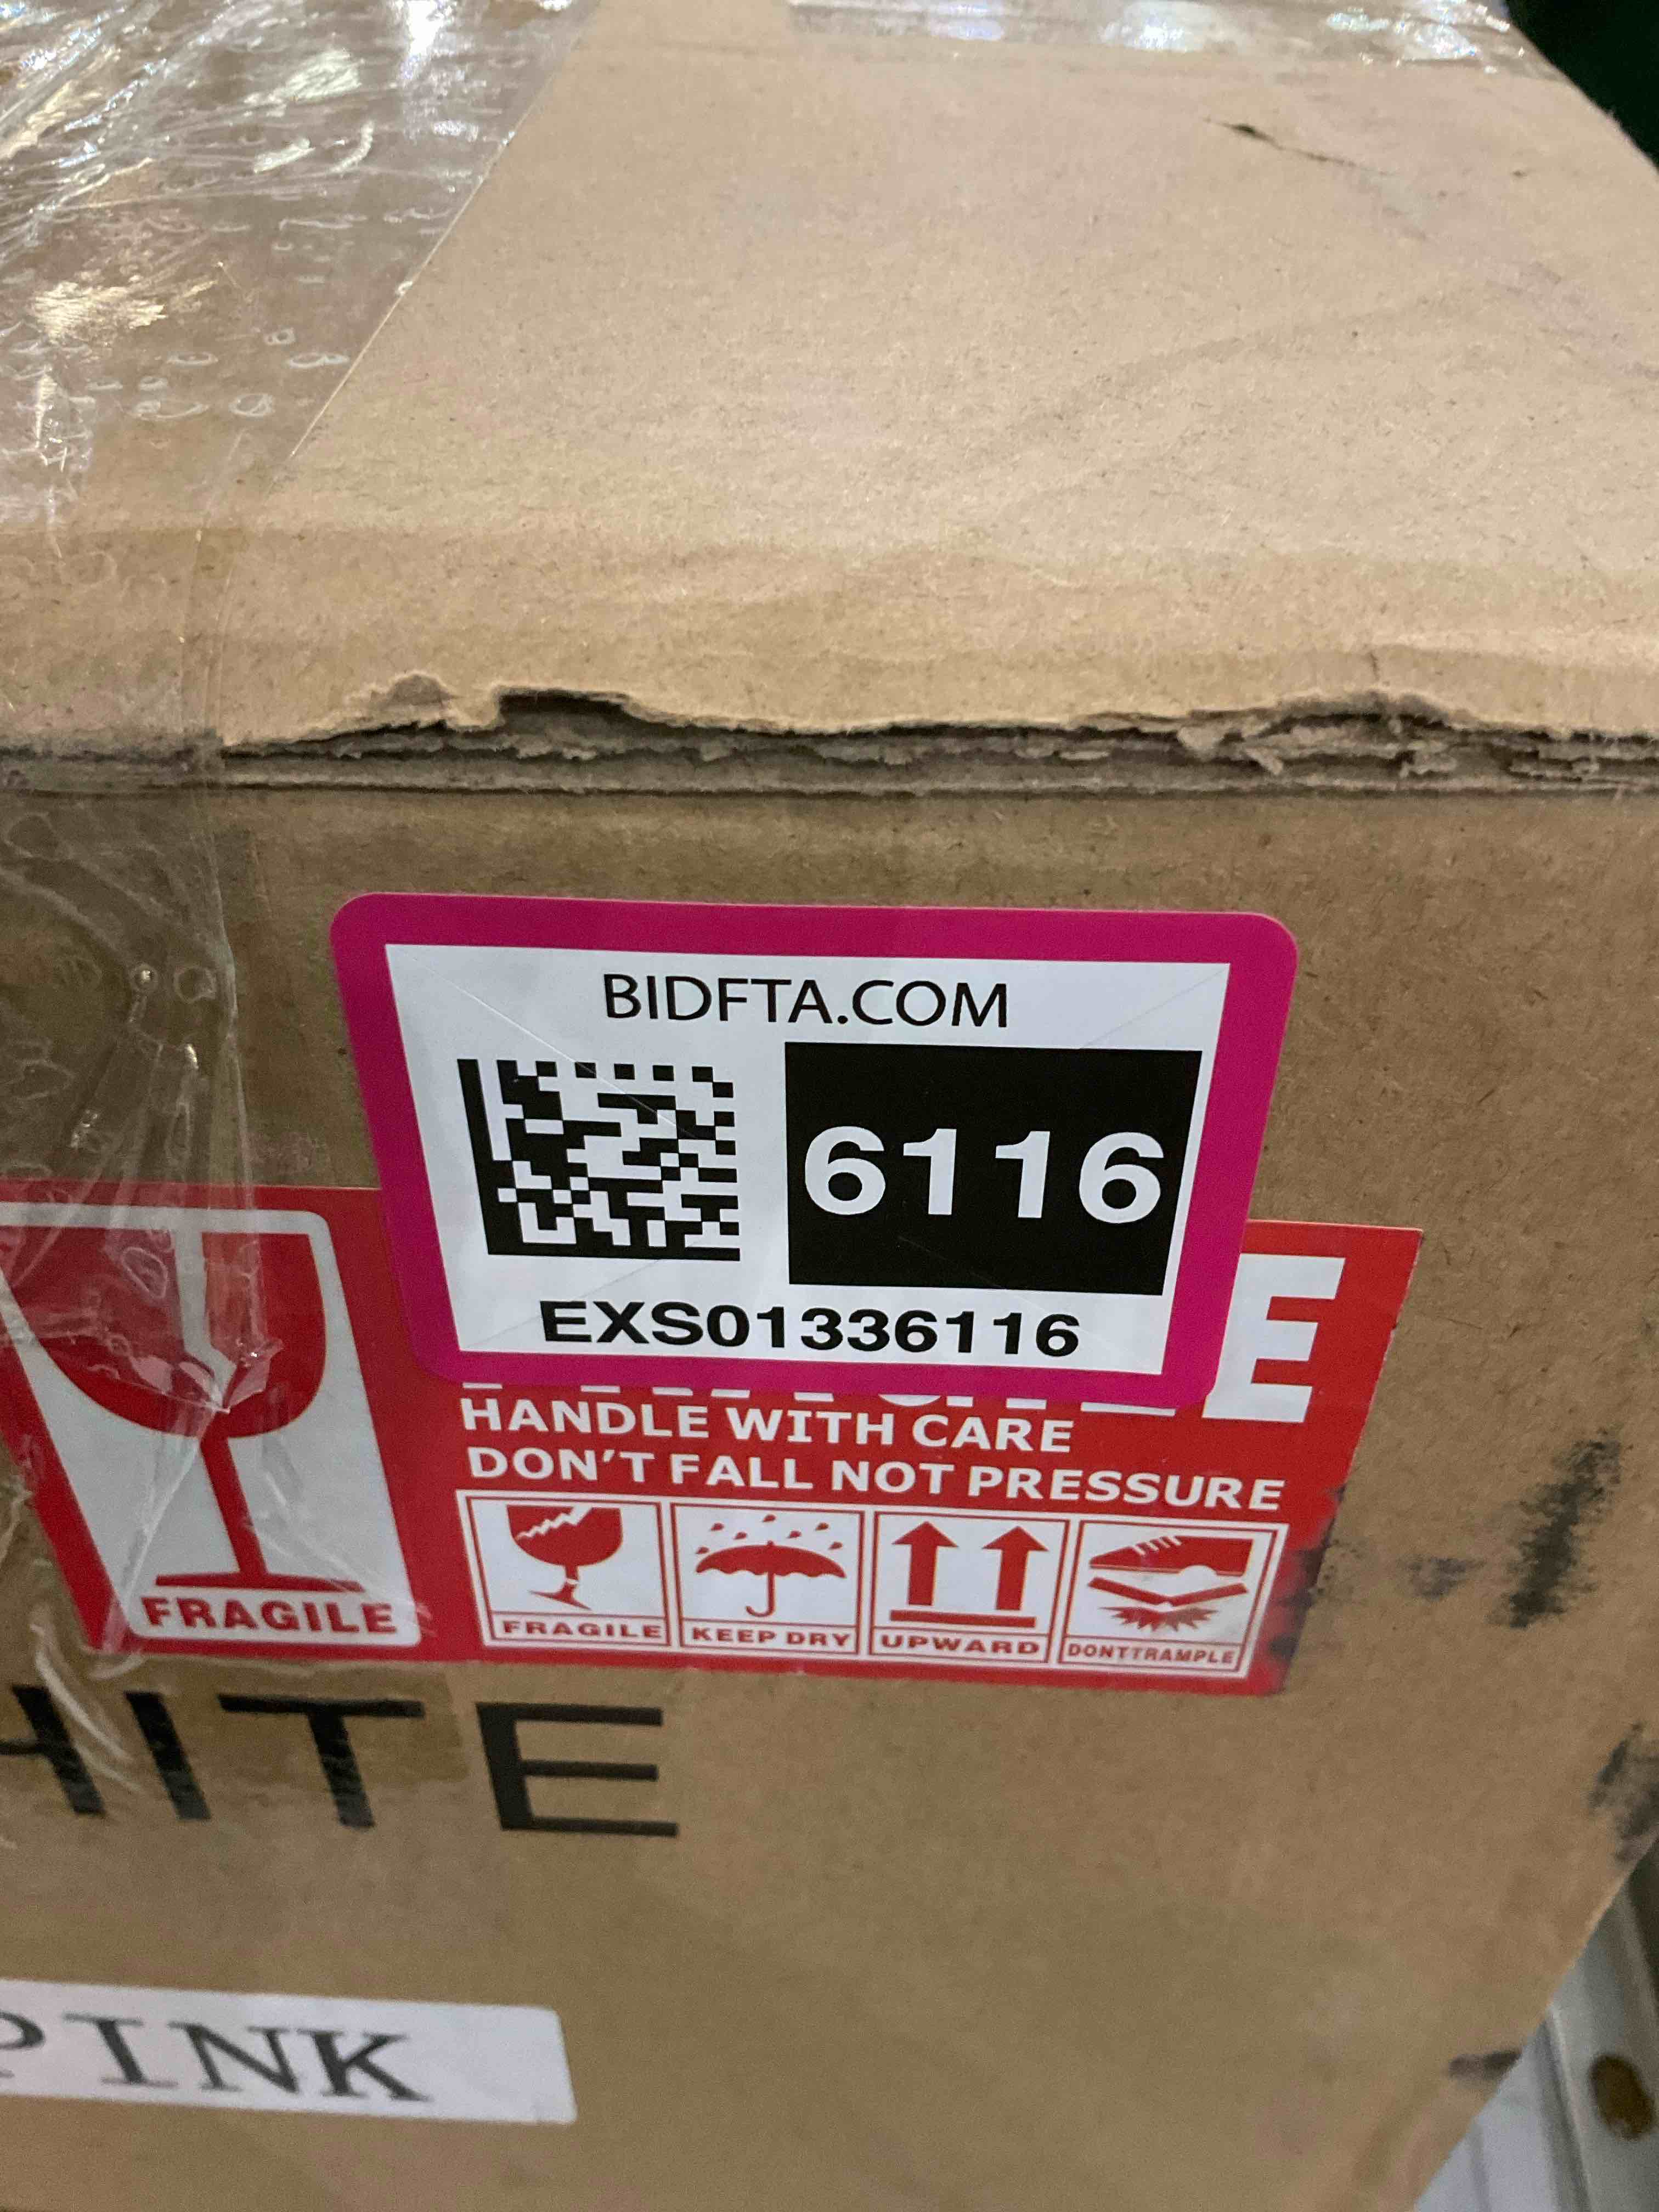 BIDFTA.COM
6116
EXS01336116
HANDLE WITH CARE
DON'T FALL NOT PRESSURE
FRAGILE
FRAGILE
KEEP DRY
UPWARD
DONTTRAMPLE
HITE
PINK